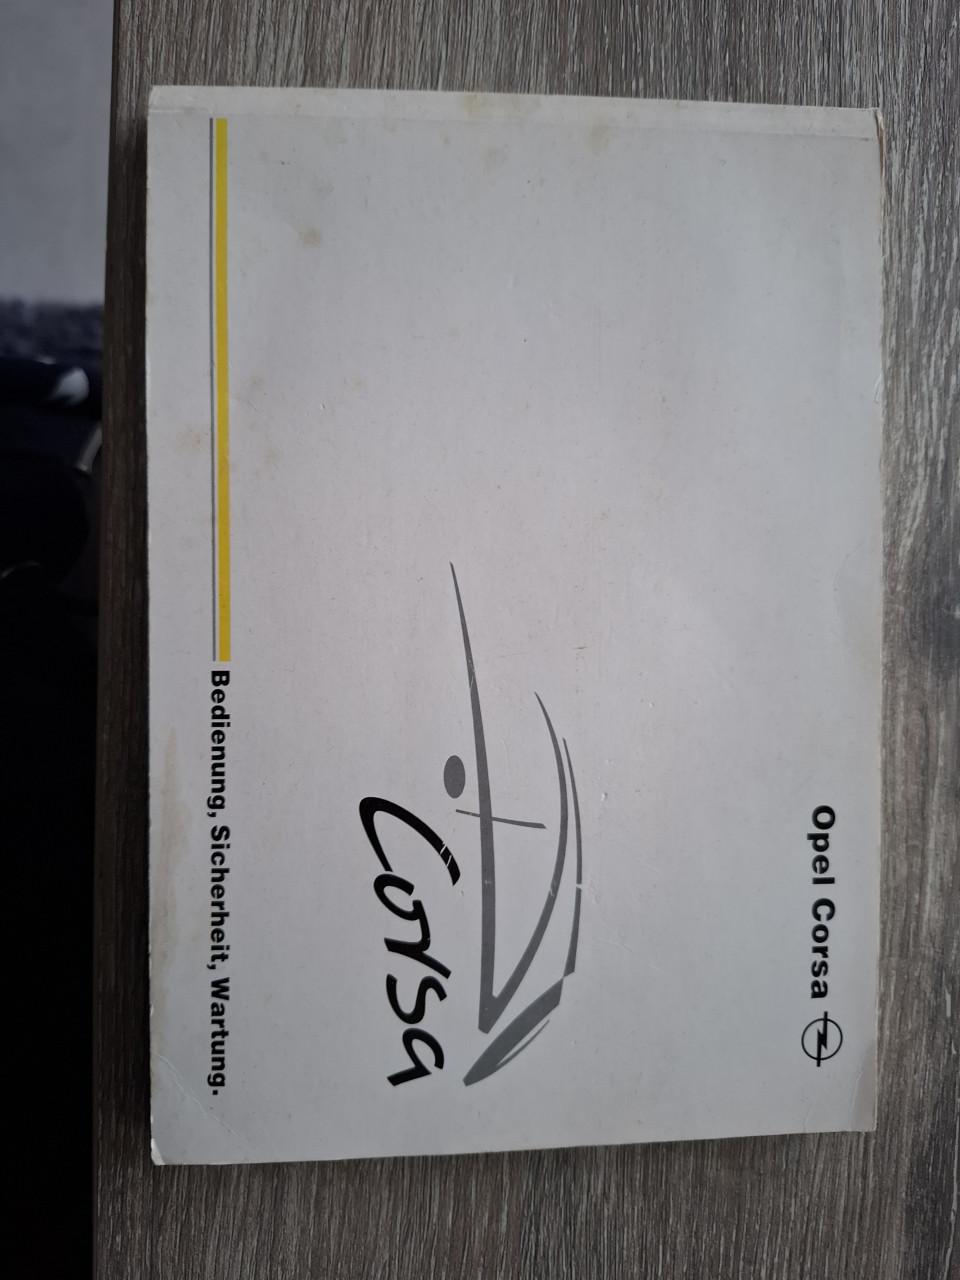 Opel Corsa
Corsa
Bedienung, Sicherheit, Wartung.